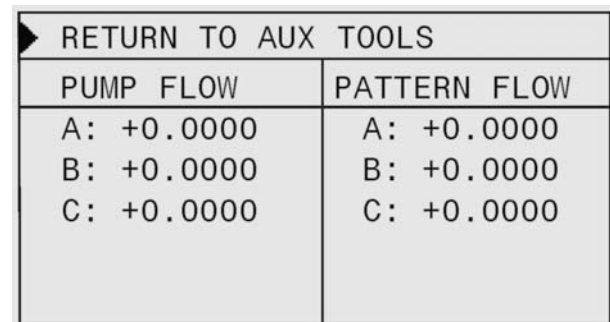 RETURN TO AUX TOOLS
PUMP FLOW PATTERN FLOW
A: +0.0000 A: +0.0000
B: +0.0000 B: +0.0000
C: +0.0000 C: +0.0000